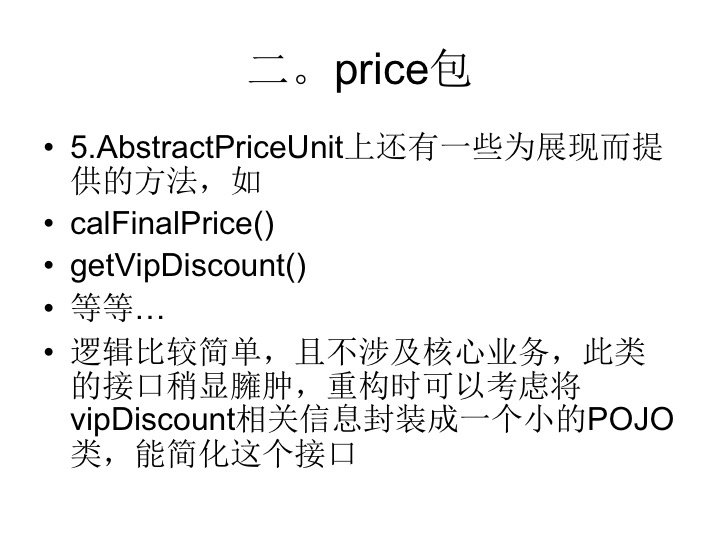 二。price包
• 5.AbstractPriceUnit上还有一些为展现而提
供的方法，如
• calFinalPrice()
• getVipDiscount()
• 等等…
• 逻辑比较简单，且不涉及核心业务，此类
的接口稍显臃肿，重构时可以考虑将
vipDiscount相关信息封装成一个小的POJO
类，能简化这个接口